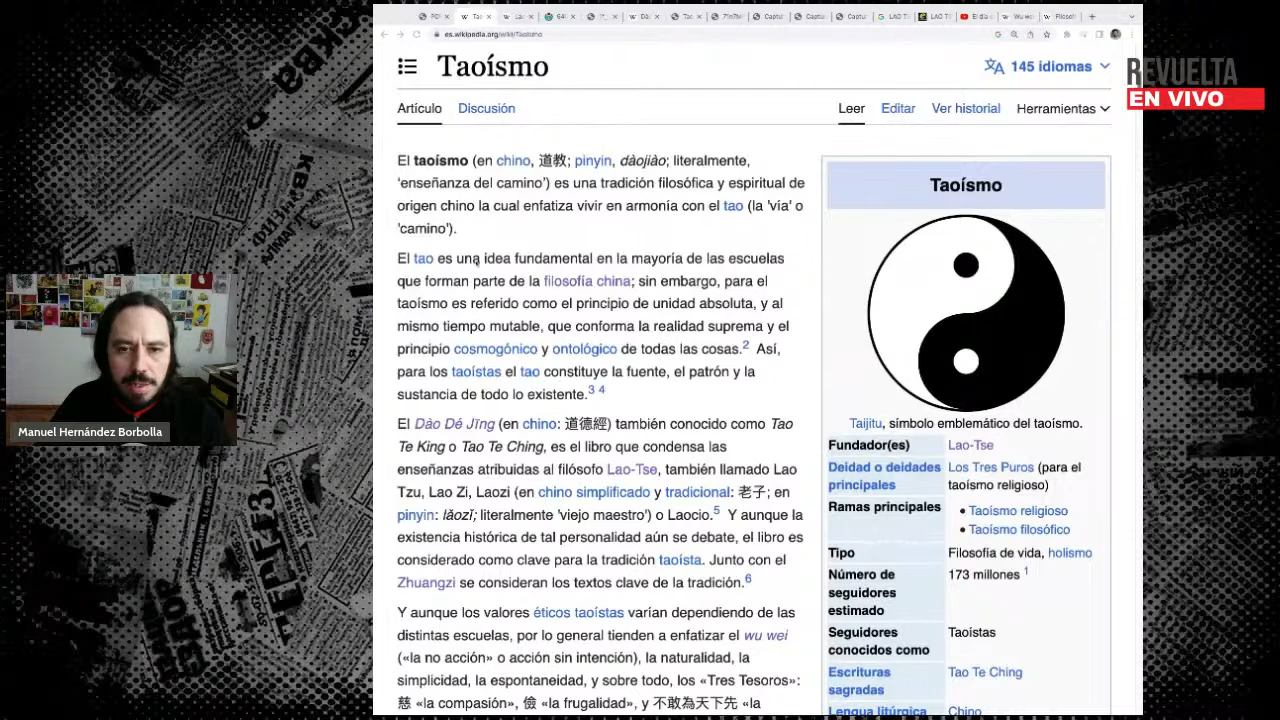 es.wikipedia.org/wiki/Taoísmo
Taoísmo
145 idiomas
Artículo
Discusión
Leer
Editar
Ver historial
Herramientas
REVUELTA
EN VIVO
El taoísmo (en chino, 道教; pinyin, dàojiào; literalmente,
‘enseñanza del camino’) es una tradición filosófica y espiritual de
origen chino la cual enfatiza vivir en armonía con el tao (la 'vía' o
'camino').
El tao es una idea fundamental en la mayoría de las escuelas
que forman parte de la filosofía china; sin embargo, para el
taoísmo es referido como el principio de unidad absoluta, y al
mismo tiempo mutable, que conforma la realidad suprema y el
principio cosmogónico y ontológico de todas las cosas.2 Así,
para los taoístas el tao constituye la fuente, el patrón y la
sustancia de todo lo existente.3 4
El Dào Dé Jīng (en chino: 道德經) también conocido como Tao
Te King o Tao Te Ching, es el libro que condensa las
enseñanzas atribuidas al filósofo Lao-Tse, también llamado Lao
Tzu, Lao Zi, Laozi (en chino simplificado y tradicional: 老子; en
pinyin: lǎozǐ; literalmente 'viejo maestro') o Laocio.5 Y aunque la
existencia histórica de tal personalidad aún se debate, el libro es
considerado como clave para la tradición taoísta. Junto con el
Zhuangzi se consideran los textos clave de la tradición.6
Y aunque los valores éticos taoístas varían dependiendo de las
distintas escuelas, por lo general tienden a enfatizar el wu wei
(«la no acción» o acción sin intención), la naturalidad, la
simplicidad, la espontaneidad, y sobre todo, los «Tres Tesoros»:
慈 «la compasión», 儉 «la frugalidad», y 不敢為天下先 «la
Taoísmo
Taijitu, símbolo emblemático del taoísmo.
Fundador(es) Lao-Tse
Deidad o deidades Los Tres Puros (para el
principales taoísmo religioso)
Ramas principales • Taoísmo religioso
• Taoísmo filosófico
Tipo Filosofía de vida, holismo
Número de 173 millones 1
seguidores
estimado
Seguidores Taoístas
conocidos como
Escrituras Tao Te Ching
sagradas
Lengua litúrgica Chino
Manuel Hernández Borbolla